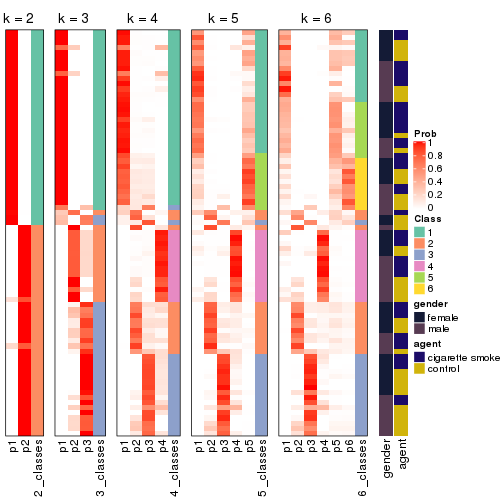 k = 2
k = 3
k = 4
k = 5
k = 6
p1
p2
2_classes
p1
p2
p3
3_classes
p1
p2
p3
p4
4_classes
p1
p2
p3
p4
p5
5_classes
p1
p2
p3
p4
p5
p6
6_classes
gender
agent
Prob
1
0.8
0.6
0.4
0.2
0
Class
1
2
3
4
5
6
gender
female
male
agent
cigarette smoke
control